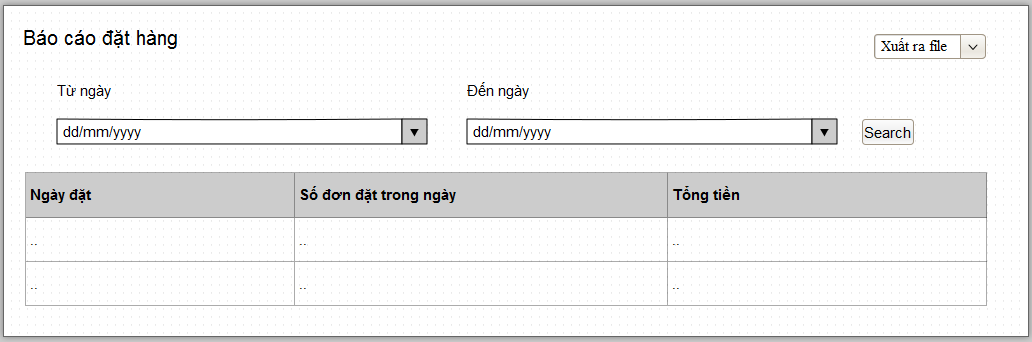 Báo cáo đặt hàng
Xuất ra file
Từ ngày
Đến ngày
dd/mm/yyyy
dd/mm/yyyy
Search
Ngày đặt Số đơn đặt trong ngày Tổng tiền
.. .. ..
.. .. ..